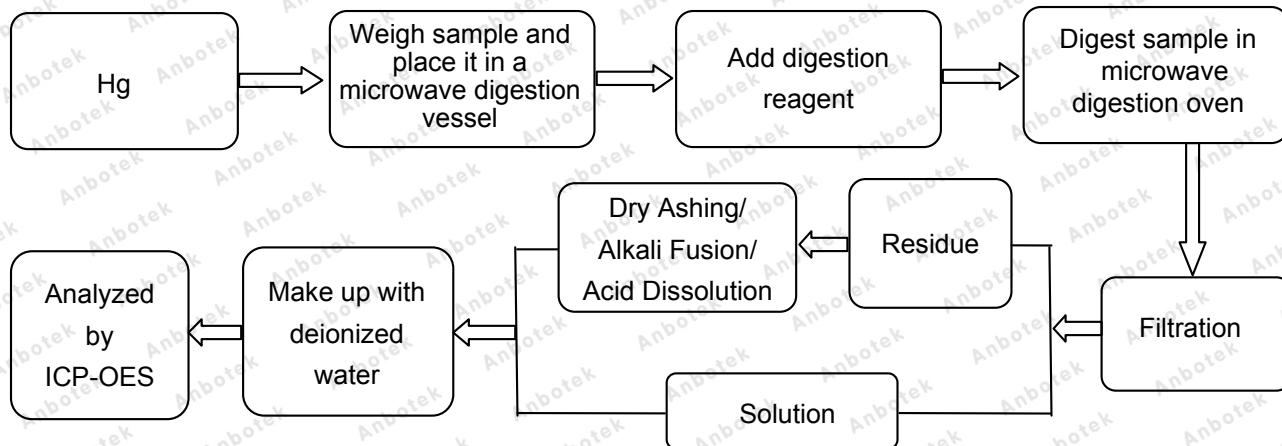 Hg
Weigh sample and
place it in a
microwave digestion
vessel
Add digestion
reagent
Digest sample in
microwave
digestion oven
Filtration
Residue
Dry Ashing/
Alkali Fusion/
Acid Dissolution
Solution
Make up with
deionized
water
Analyzed
by
ICP-OES
Anbotek